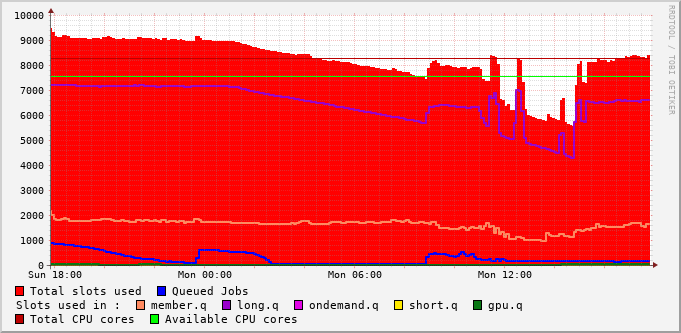 10000
9000
8000
7000
6000
5000
4000
3000
2000
1000
0
Sun 18:00 Mon 00:00 Mon 06:00 Mon 12:00
RRDTOOL / TOBI OETIKER
Total slots used Queued Jobs
Slots used in : member.q long.q ondemand.q short.q gpu.q
Total CPU cores Available CPU cores